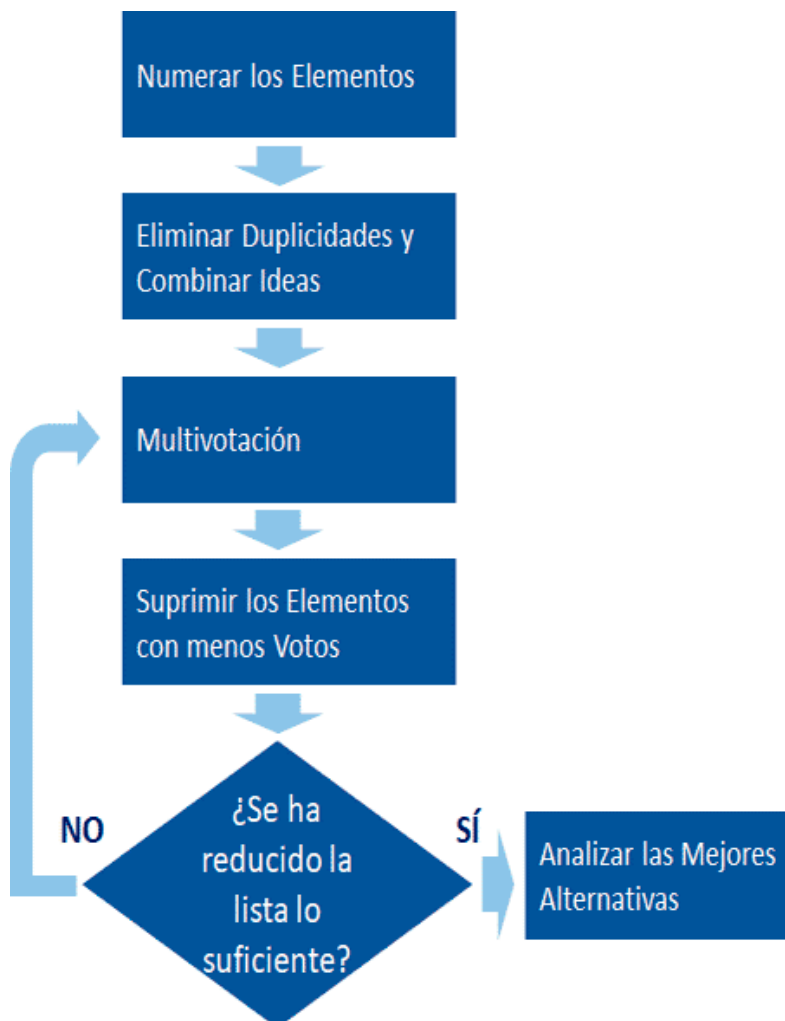 Numerar los Elementos
Eliminar Duplicidades y
Combinar Ideas
Multivotación
Suprimir los Elementos
con menos Votos
¿Se ha
reducido la
lista lo
suficiente?
NO
SÍ
Analizar las Mejores
Alternativas